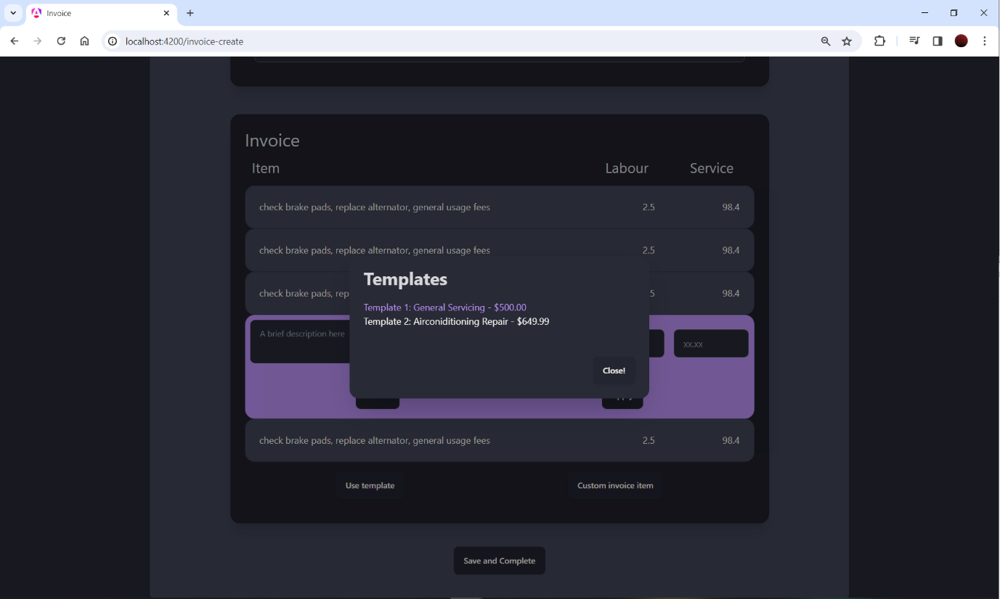 Invoice
localhost:4200/invoice-create
Invoice
Item Labour Service
check brake pads, replace alternator, general usage fees 2.5 98.4
check brake pads, replace alternator, general usage fees 2.5 98.4
check brake pads, rep 5 98.4
Templates
Template 1: General Servicing - $500.00
Template 2: Airconiditioning Repair - $649.99
A brief description here xx.xx
Close!
check brake pads, replace alternator, general usage fees 2.5 98.4
Use template Custom invoice item
Save and Complete